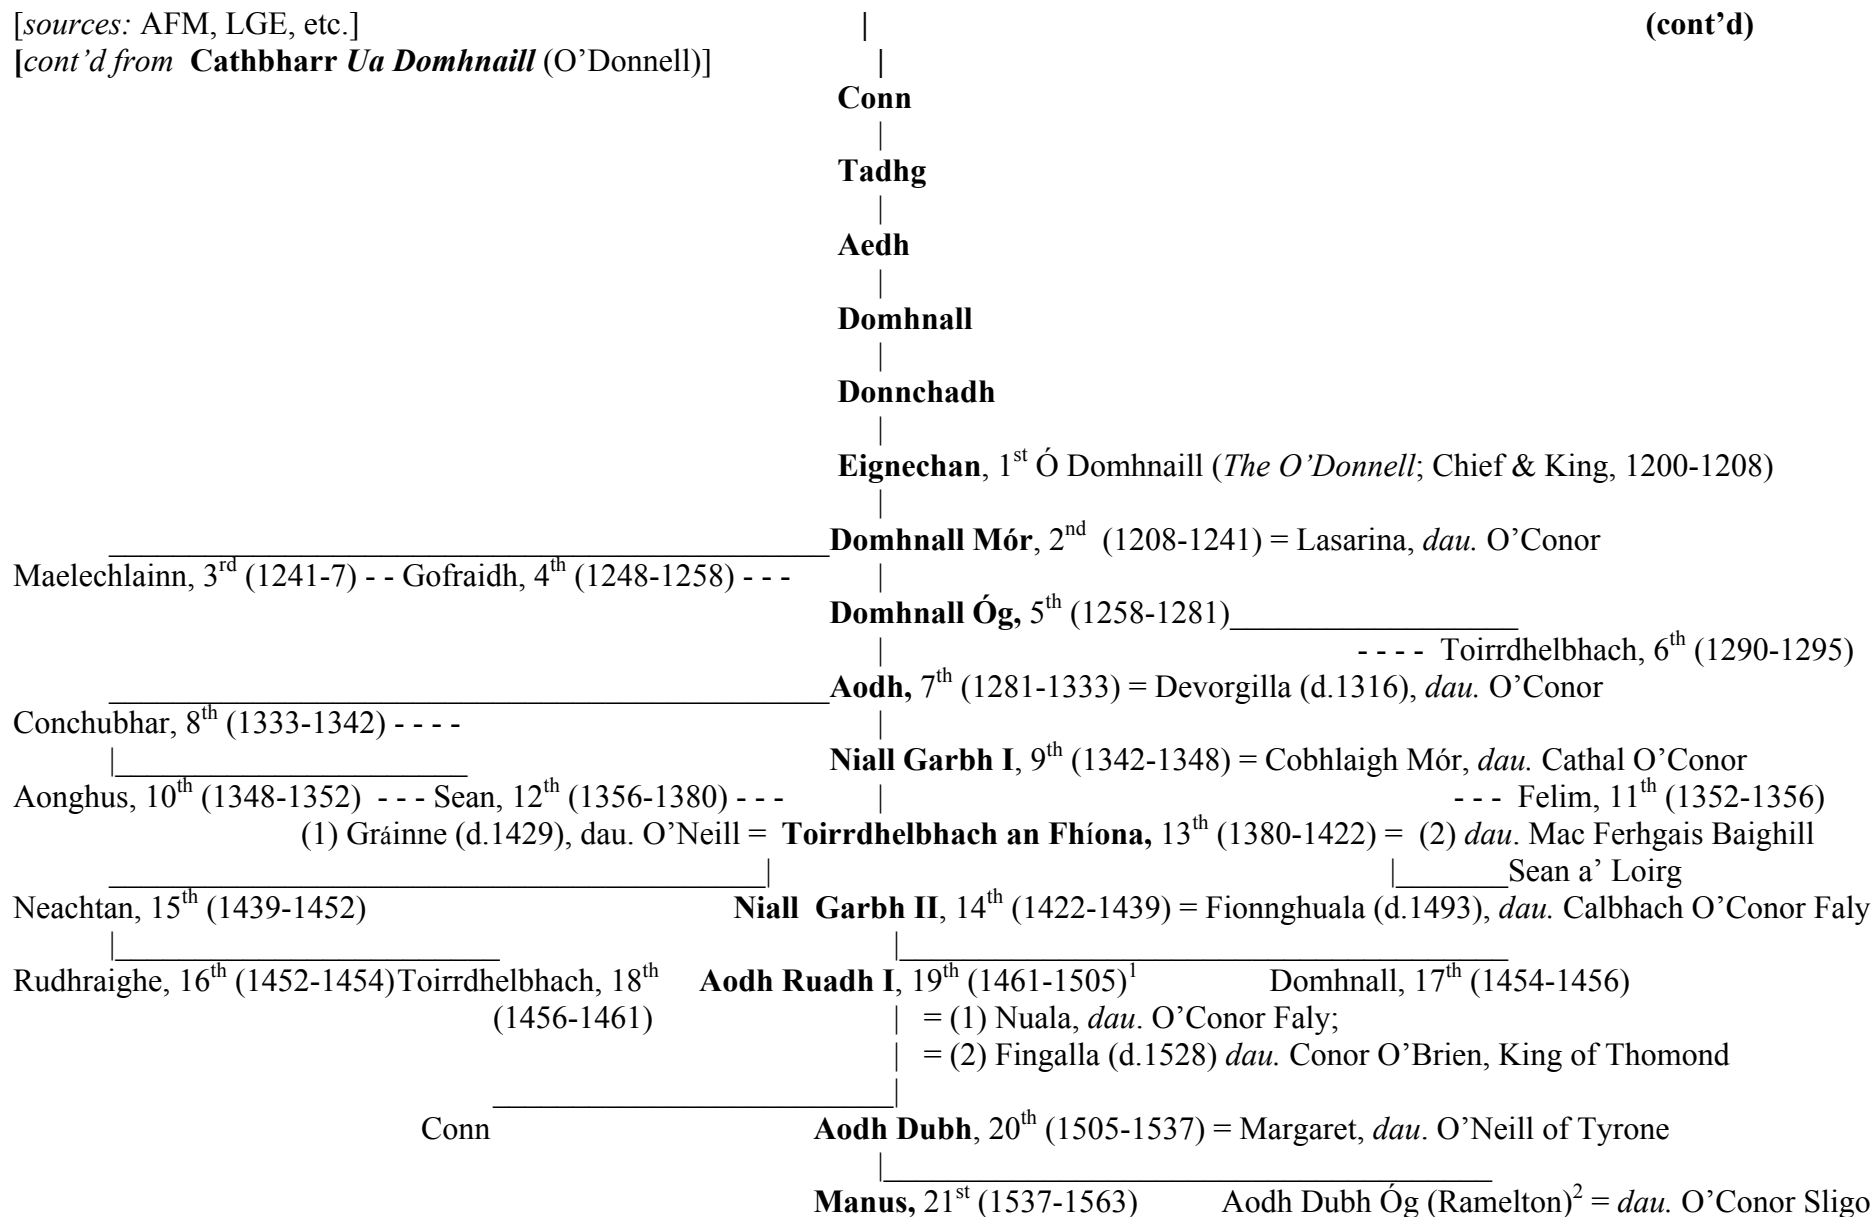 [sources: AFM, LGE, etc.] | (cont’d)
[cont’d from Cathbharr Ua Domhnaill (O’Donnell)] |
Conn
|
Tadhg
|
Aedh
|
Domhnall
|
Donnchadh
|
Eignechan, 1st Ó Domhnaill (The O’Donnell; Chief & King, 1200-1208)
|
Domhnall Mór, 2nd (1208-1241) = Lasarina, dau. O’Conor
Maelechlainn, 3rd (1241-7) - - Gofraidh, 4th (1248-1258) - - - |
Domhnall Óg, 5th (1258-1281)
| - - - - Toirrdhelbhach, 6th (1290-1295)
Aodh, 7th (1281-1333) = Devorgilla (d.1316), dau. O’Conor
Conchubhar, 8th (1333-1342) - - - - |
| Niall Garbh I, 9th (1342-1348) = Cobhlaigh Mór, dau. Cathal O’Conor
Aonghus, 10th (1348-1352) - - - Sean, 12th (1356-1380) - - - | - - - Felim, 11th (1352-1356)
(1) Gráinne (d.1429), dau. O’Neill = Toirrdhelbhach an Fhíona, 13th (1380-1422) = (2) dau. Mac Ferhgais Baighill
| | Sean a’ Loirg
Neachtan, 15th (1439-1452) Niall Garbh II, 14th (1422-1439) = Fionnghuala (d.1493), dau. Calbhach O’Conor Faly
| |
Rudhraighe, 16th (1452-1454) Toirrdhelbhach, 18th Aodh Ruadh I, 19th (1461-1505)1 Domhnall, 17th (1454-1456)
(1456-1461) | = (1) Nuala, dau. O’Conor Faly;
| = (2) Fingalla (d.1528) dau. Conor O’Brien, King of Thomond
|
Conn Aodh Dubh, 20th (1505-1537) = Margaret, dau. O’Neill of Tyrone
|
Manus, 21st (1537-1563) Aodh Dubh Óg (Ramelton)2 = dau. O’Conor Sligo